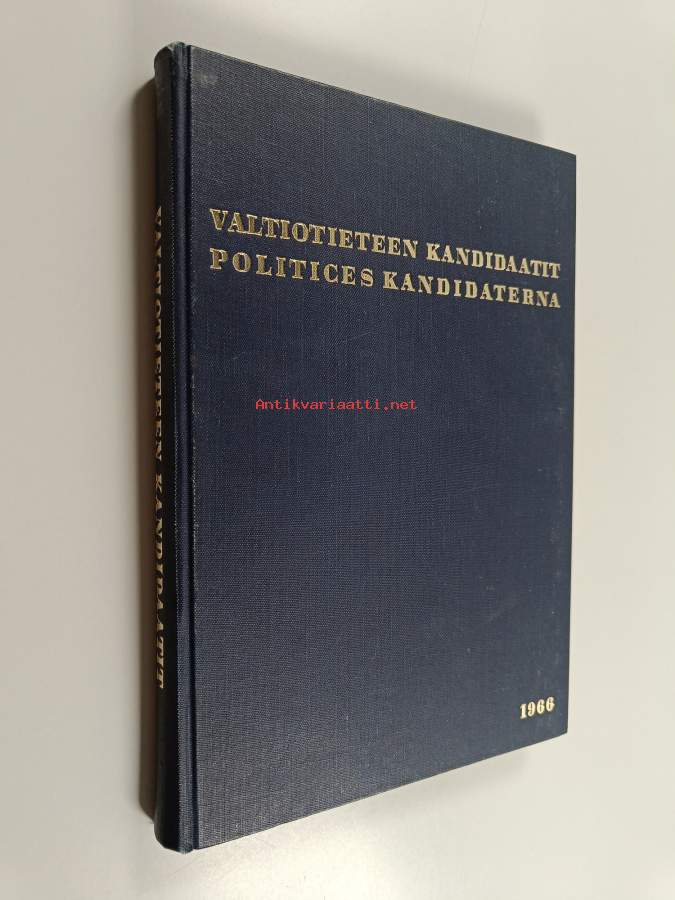 VALTIOTIETEEN KANDIDAATIT
POLITICES KANDIDATERNA
Antikvariaatti.net
1966
VALTIOTIETEEN KANDIDAATIT